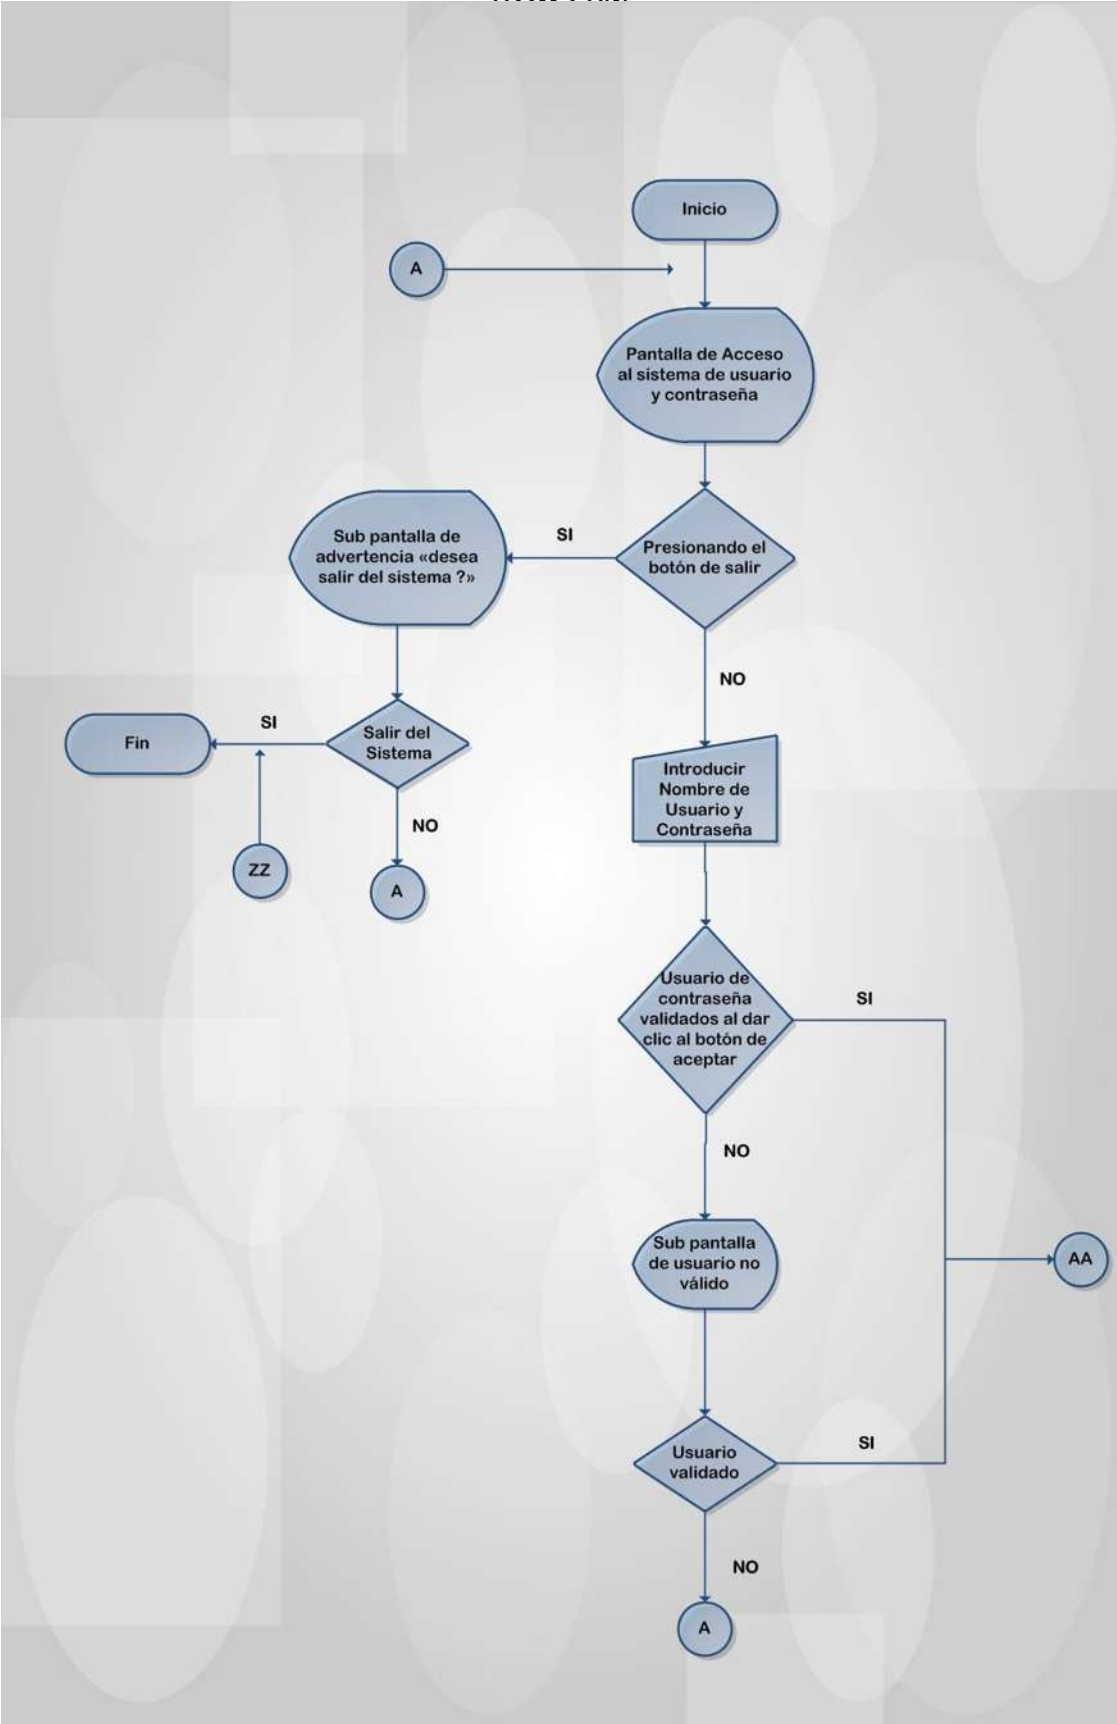 Inicio
A
Pantalla de Acceso
al sistema de usuario
y contraseña
Sub pantalla de
advertencia «desea
salir del sistema ?»
SI
Presionando el
botón de salir
NO
Fin
SI
Salir del
Sistema
Introducir
Nombre de
Usuario y
Contraseña
NO
ZZ
A
Usuario de
contraseña
validados al dar
clic al botón de
aceptar
SI
NO
Sub pantalla
de usuario no
válido
AA
Usuario
validado
SI
NO
A